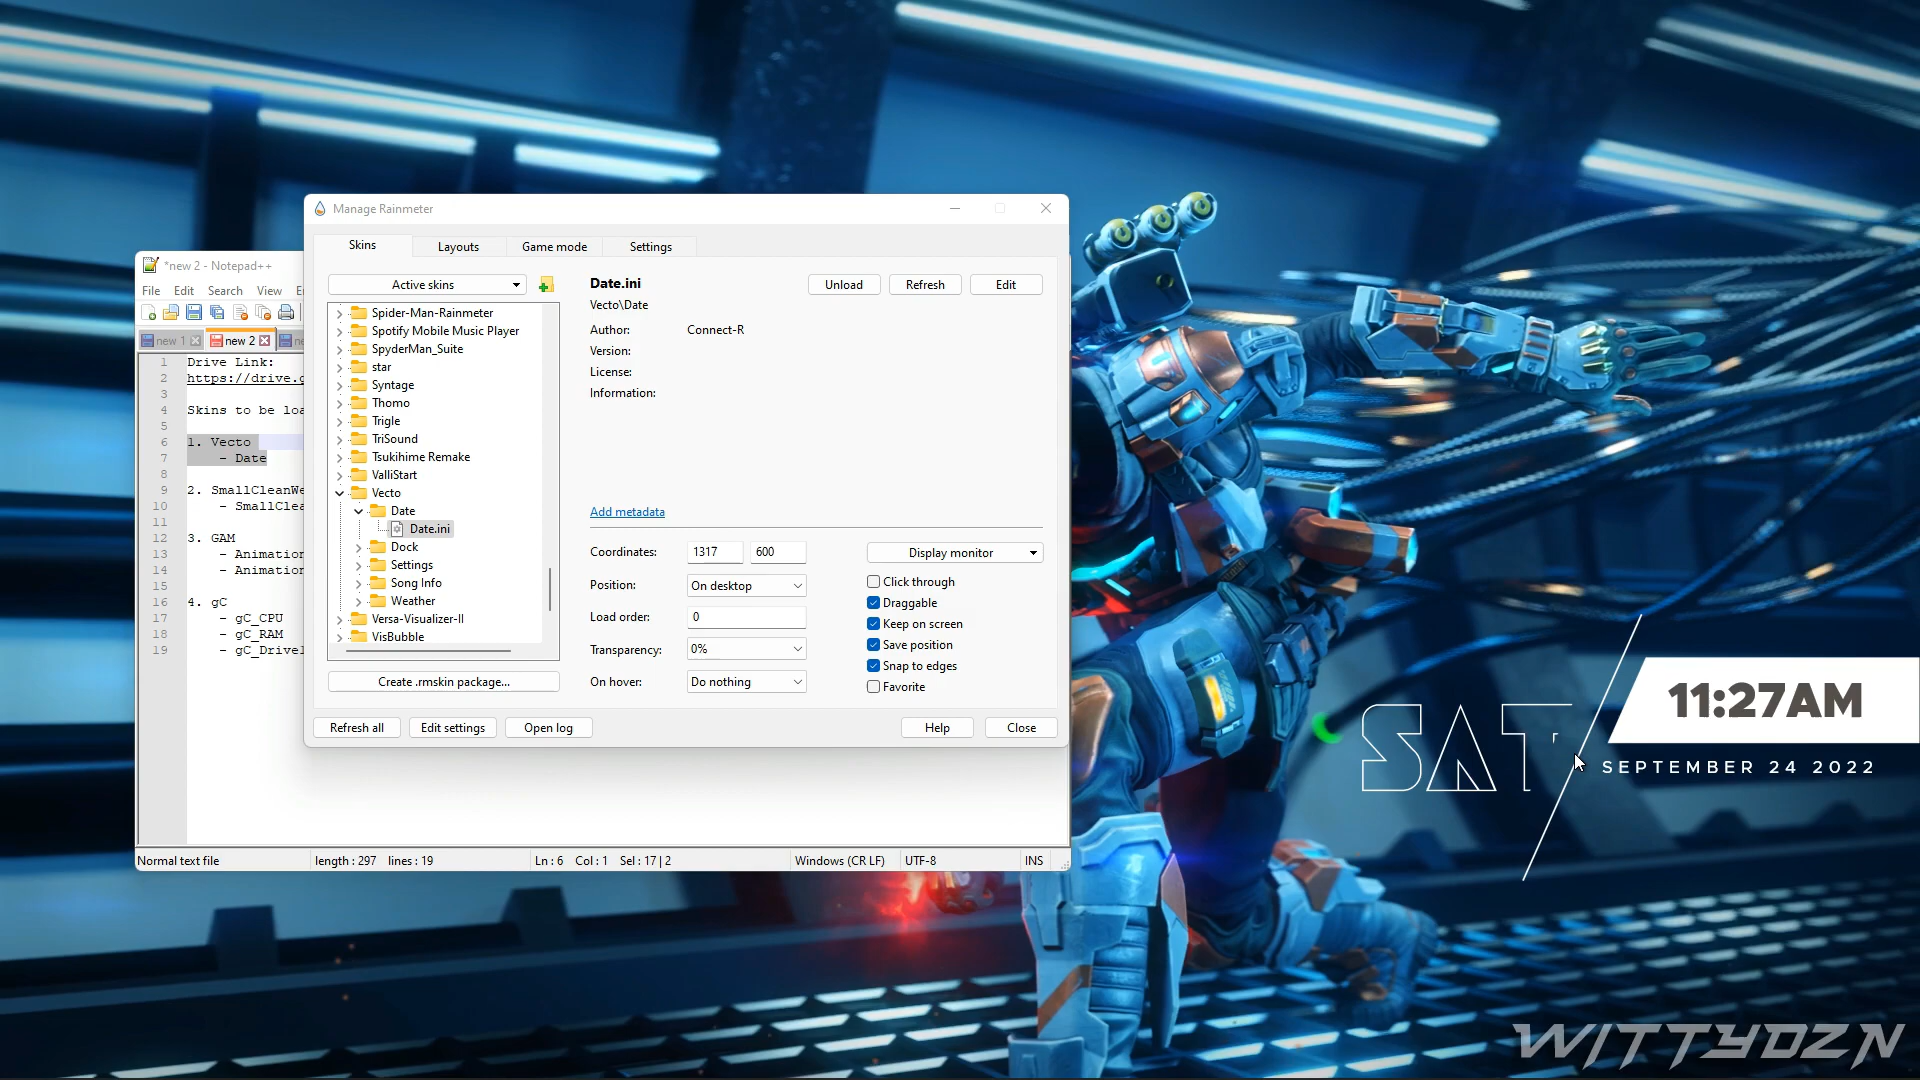 Manage Rainmeter
Skins
Layouts
Game mode
Settings
Active skins
Spider-Man-Rainmeter
Spotify Mobile Music Player
SpyderMan_Suite
star
Syntage
Thomo
Trigle
TriSound
Tsukihime Remake
ValliStart
Vecto
Date
Date.ini
Dock
Settings
Song Info
Weather
Versa-Visualizer-II
VisBubble
Create .rmskin package...
Date.ini
Unload
Refresh
Edit
Vecto\Date
Author: Connect-R
Version:
License:
Information:
Add metadata
Coordinates: 1317 600
Position: On desktop
Load order: 0
Transparency: 0%
On hover: Do nothing
Display monitor
Click through
Draggable
Keep on screen
Save position
Snap to edges
Favorite
Refresh all
Edit settings
Open log
Help
Close
*new 2 - Notepad++
File Edit Search View
new 1
new 2
1 Drive Link:
2 https://drive.
3
4 Skins to be
5
6 1. Vecto
7 - Date
8
9 2.
10 -
11
12 3. GAM
13 - Animation
14 - Animation
15
16 4. gC
17 - gC_CPU
18 - gC_RAM
19 -
Normal text file
length : 297 lines : 19
Ln : 6 Col : 1 Sel : 17 | 2
Windows (CR LF)
UTF-8
INS
11:27AM
SAT
SEPTEMBER 24 2022
WITTYDZN